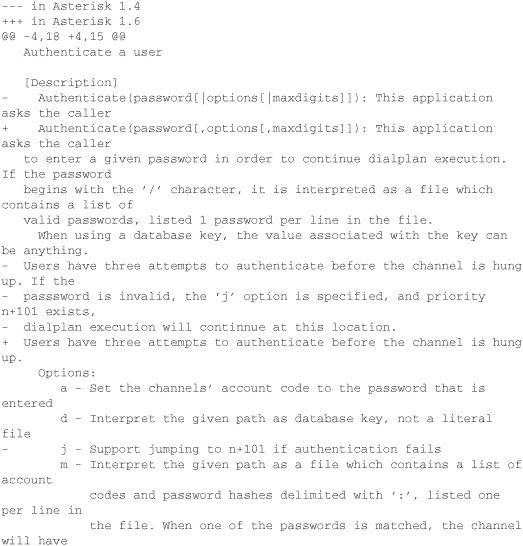 --- in Asterisk 1.4
+++ in Asterisk 1.6
@@ -4,18 +4,15 @@
Authenticate a user
[Description]
- Authenticate(password[|options[|maxdigits]]): This application
asks the caller
+ Authenticate(password[,options[,maxdigits]]): This application
asks the caller
to enter a given password in order to continue dialplan execution.
If the password
begins with the '/' character, it is interpreted as a file which
contains a list of
valid passwords, listed 1 password per line in the file.
When using a database key, the value associated with the key can
be anything.
- Users have three attempts to authenticate before the channel is hung
up. If the
- passsword is invalid, the 'j' option is specified, and priority
n+101 exists,
- dialplan execution will continnue at this location.
+ Users have three attempts to authenticate before the channel is hung
up.
Options:
a - Set the channels' account code to the password that is
entered
d - Interpret the given path as database key, not a literal
file
- j - Support jumping to n+101 if authentication fails
m - Interpret the given path as a file which contains a list of
account
codes and password hashes delimited with ':', listed one
per line in
the file. When one of the passwords is matched, the channel
will have